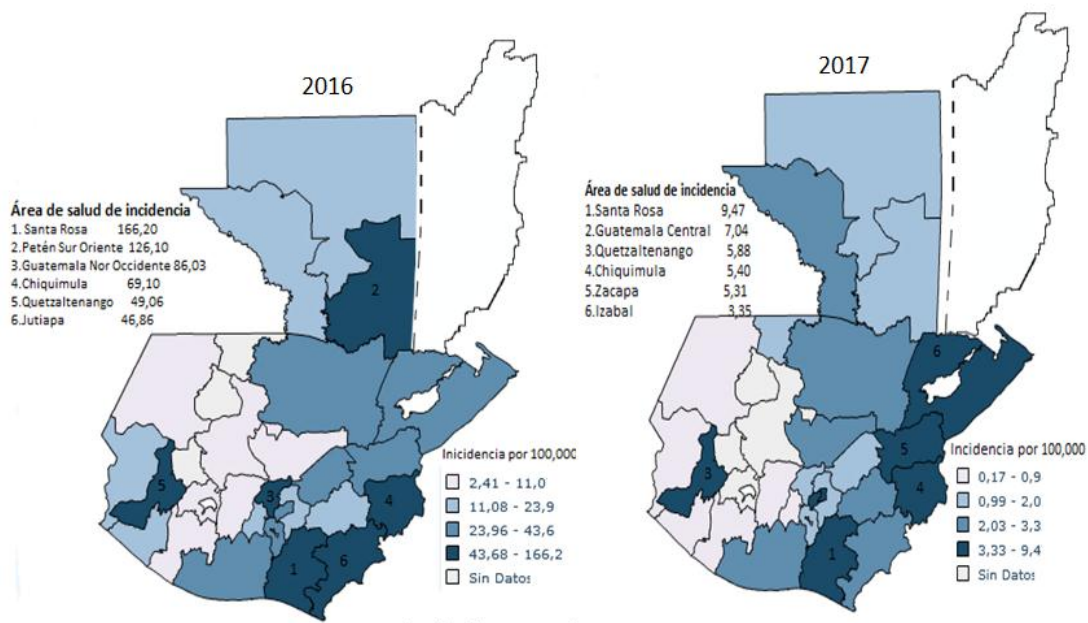 2016
Área de salud de incidencia
1. Santa Rosa 166,20
2.Petén Sur Oriente 126,10
3.Guatemala Nor Occidente 86,03
4.Chiquimula 69,10
5.Quetzaltenango 49,06
6.Jutiapa 46,86
2
5
3
4
1
6
Inicidencia por 100,000
2,41 - 11,0
11,08 - 23,9
23,96 - 43,6
43,68 - 166,2
Sin Datos
2017
Área de salud de incidencia
1.Santa Rosa 9,47
2.Guatemala Central 7,04
3.Quetzaltenango 5,88
4.Chiquimula 5,40
5.Zacapa 5,31
6.Izabal 3,35
6
5
3
4
1
Incidencia por 100,000
0,17 - 0,9
0,99 - 2,0
2,03 - 3,3
3,33 - 9,4
Sin Datos